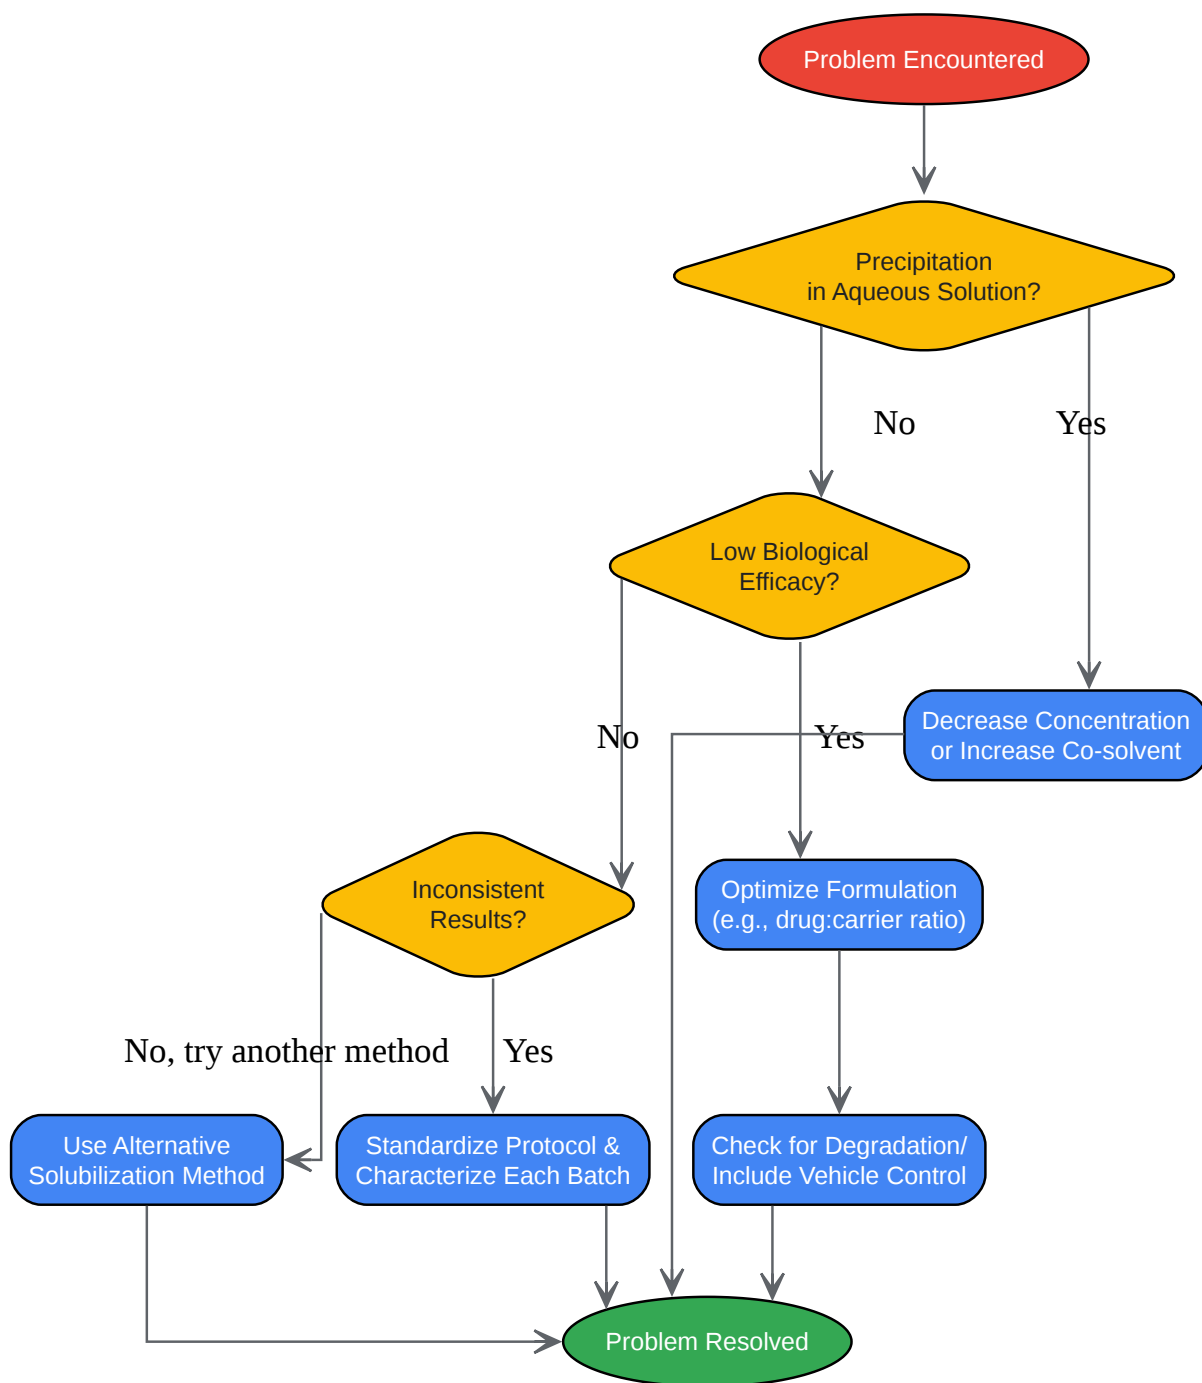 Problem Encountered
Precipitation
in Aqueous Solution?
No
Yes
Low Biological
Efficacy?
Decrease Concentration
or Increase Co-solvent
No
Yes
Inconsistent
Results?
Optimize Formulation
(e.g., drug:carrier ratio)
No, try another method
Yes
Use Alternative
Solubilization Method
Standardize Protocol &
Characterize Each Batch
Check for Degradation/
Include Vehicle Control
Problem Resolved